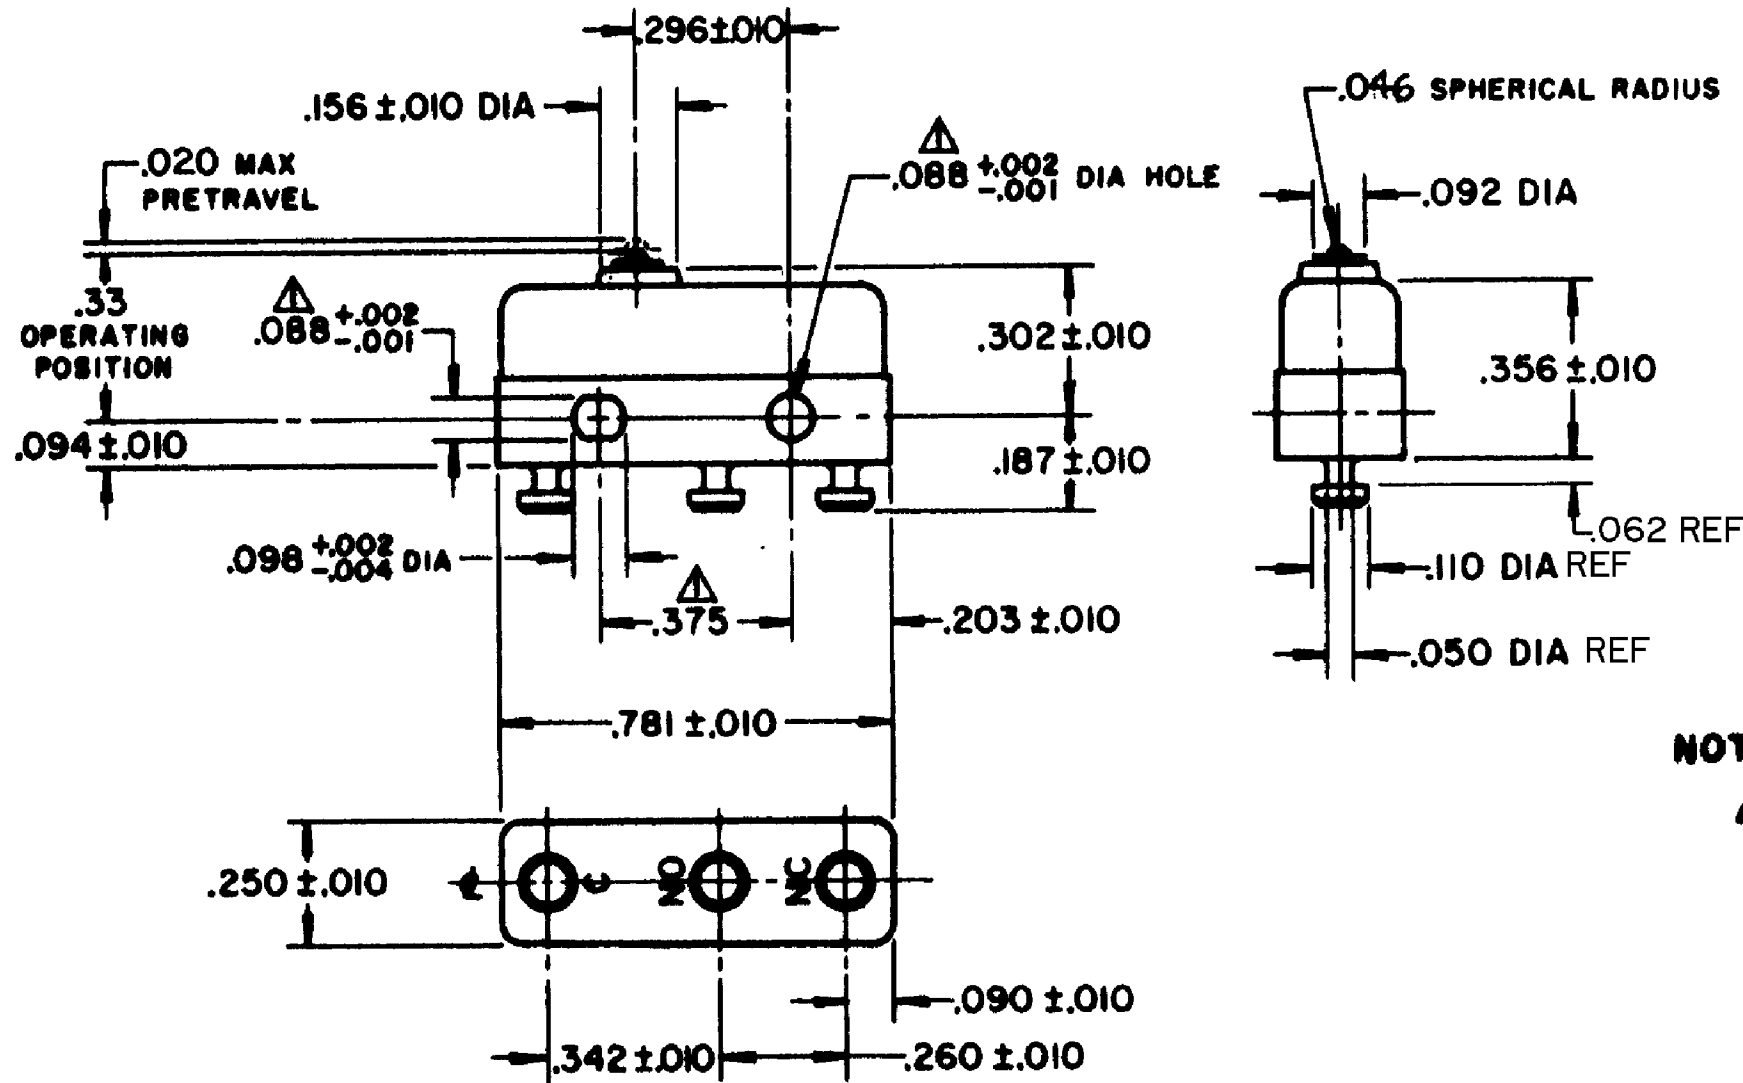 .296±.010
.156±.010 DIA
.046 SPHERICAL RADIUS
.020 MAX
PRETRAVEL
.088 +.002 -.001 DIA HOLE
.092 DIA
.33
OPERATING
POSITION
.088 +.002 -.001
.302±.010
.356±.010
.094±.010
.187±.010
.062 REF
.098 +.002 -.004 DIA
.110 DIA REF
.375
.203±.010
.050 DIA REF
.781±.010
NOT
.250±.010
C
NO
NC
.090±.010
.342±.010
.260±.010